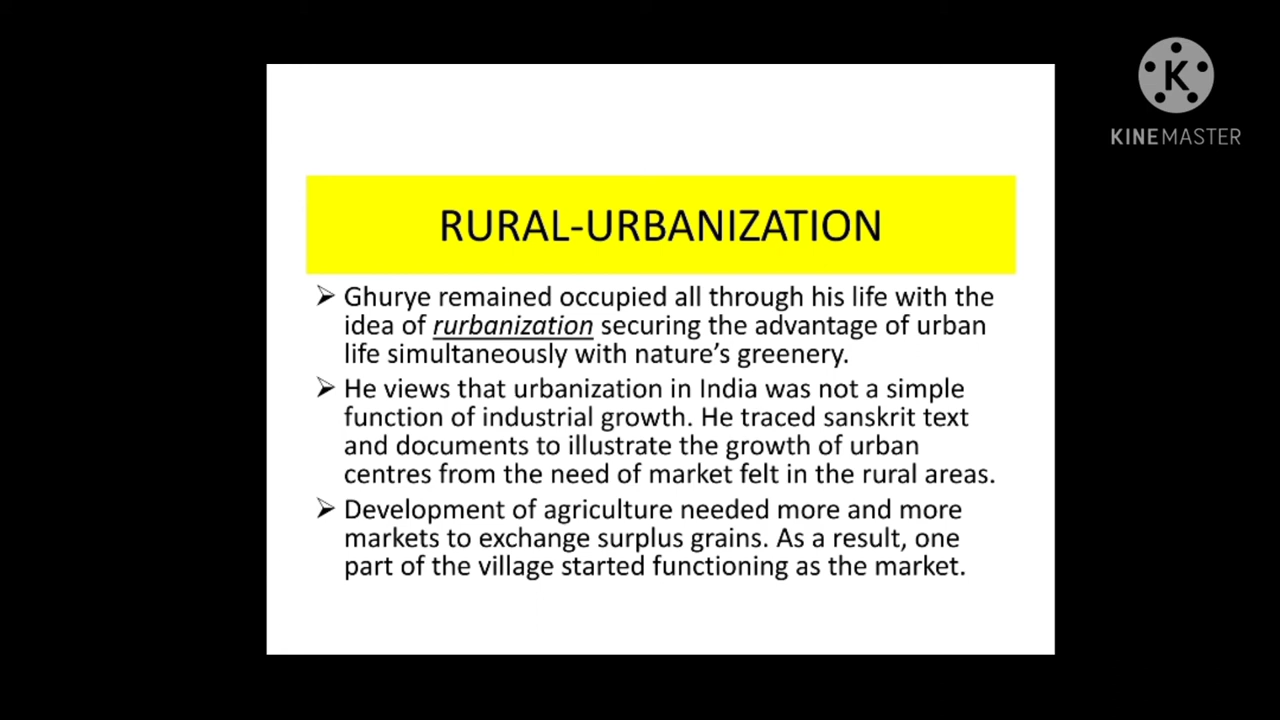 KINEMASTER
RURAL-URBANIZATION
➢ Ghurye remained occupied all through his life with the
idea of rurbanization securing the advantage of urban
life simultaneously with nature's greenery.
➢ He views that urbanization in India was not a simple
function of industrial growth. He traced sanskrit text
and documents to illustrate the growth of urban
centres from the need of market felt in the rural areas.
➢ Development of agriculture needed more and more
markets to exchange surplus grains. As a result, one
part of the village started functioning as the market.